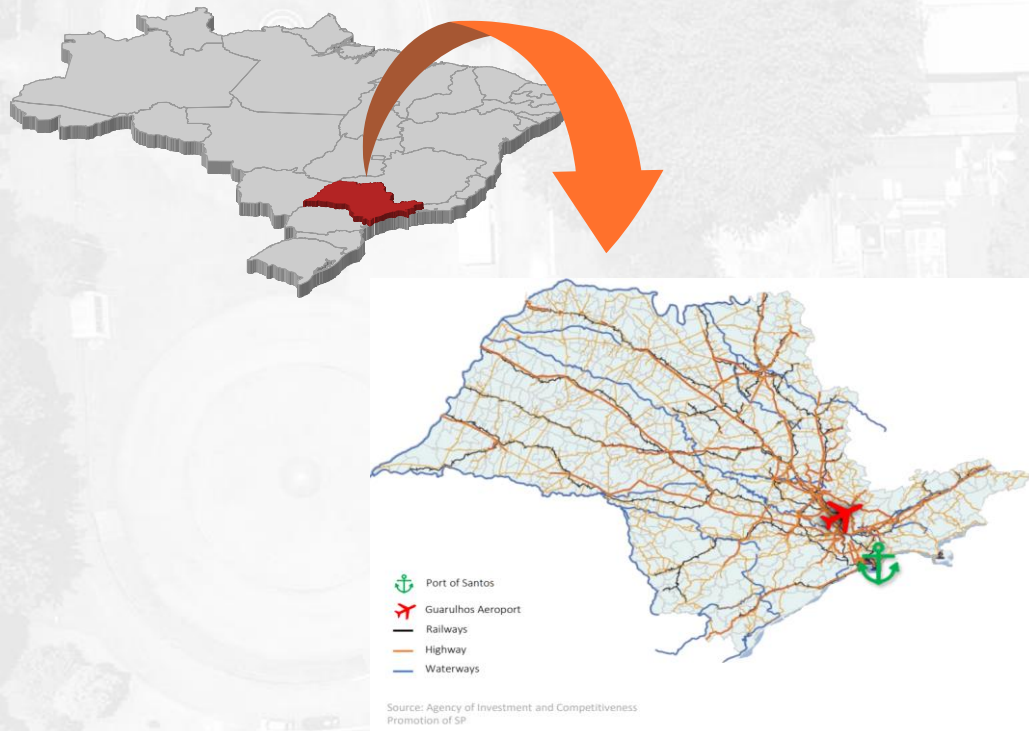 Port of Santos
Guarulhos Aeroport
Railways
Highway
Waterways
Source: Agency of Investment and Competitiveness
Promotion of SP